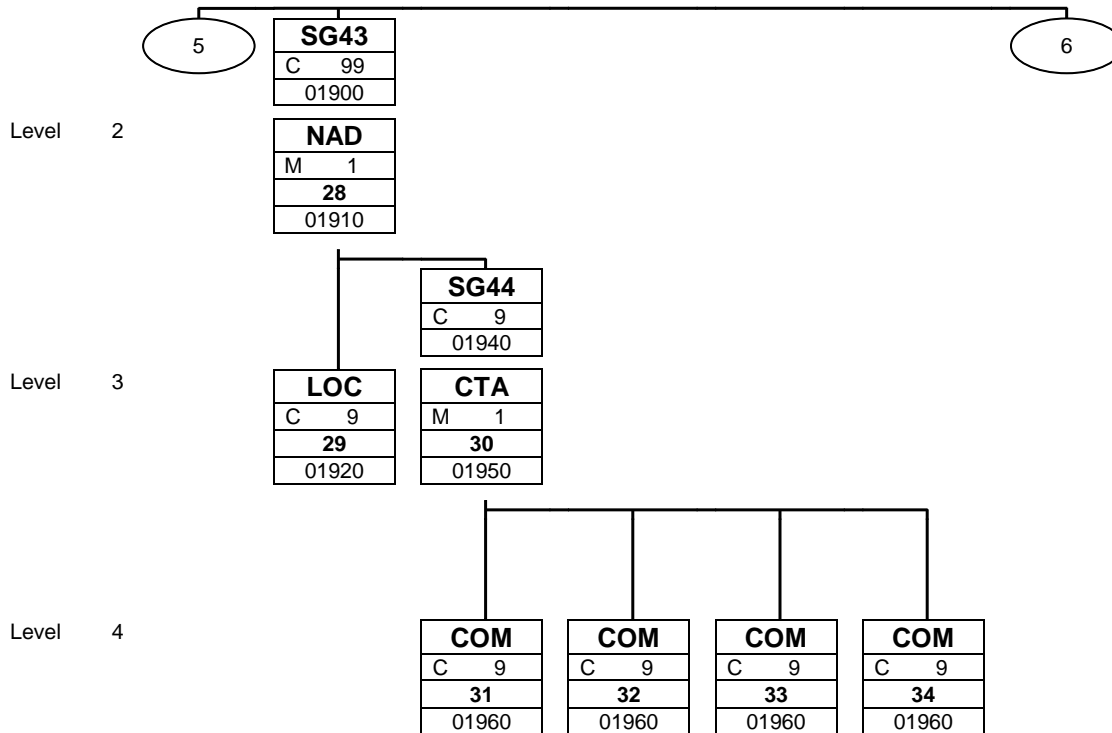 5 SG43 6
C 99
01900
Level 2 NAD
M 1
28
01910
SG44
C 9
01940
Level 3 LOC CTA
C 9 M 1
29 30
01920 01950
Level 4 COM COM COM COM
C 9 C 9 C 9 C 9
31 32 33 34
01960 01960 01960 01960